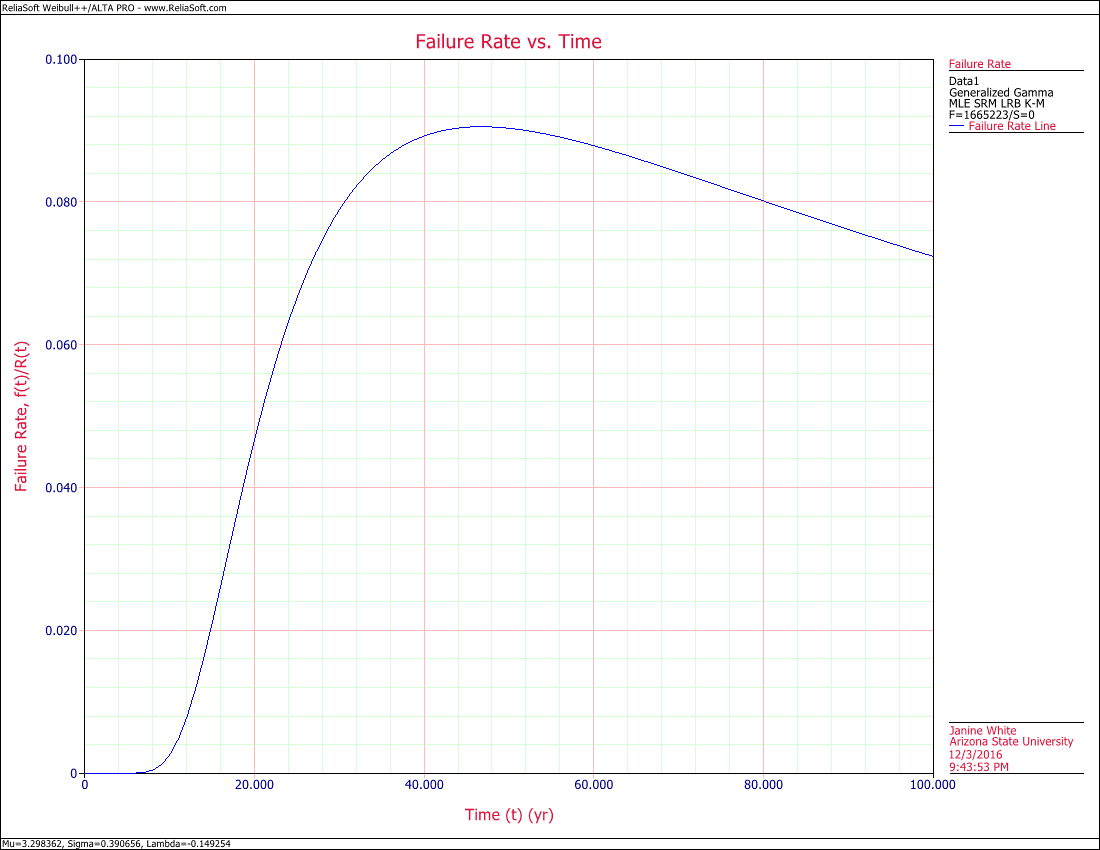 ReliaSoft Weibull++/ALTA PRO - www.ReliaSoft.com
Failure Rate vs. Time
0.100
0.080
0.060
0.040
0.020
0
Failure Rate, f(t)/R(t)
0
20.000
40.000
60.000
80.000
100.000
Time (t) (yr)
Failure Rate
Data1
Generalized Gamma
MLE SRM LRB K-M
F=1665223/S=0
Failure Rate Line
Janine White
Arizona State University
12/3/2016
9:43:53 PM
Mu=3.298362, Sigma=0.390656, Lambda=-0.149254